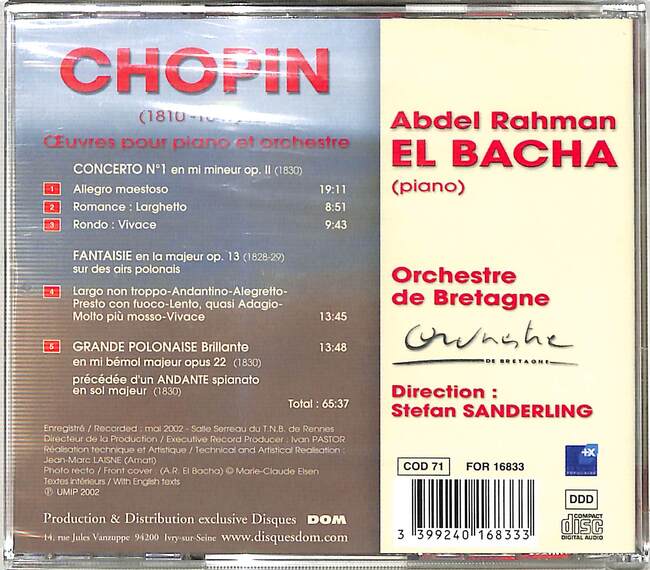 CHOPIN
Œuvres pour piano et orchestre
CONCERTO N°1 en mi mineur op. II (1830)
1 Allegro maestoso 19:11
2 Romance : Larghetto 8:51
3 Rondo : Vivace 9:43
FANTAISIE en la majeur op. 13 (1828-29)
sur des airs polonais
4 Largo non troppo-Andantino-Alegretto-
Presto con fuoco-Lento, quasi Adagio-
Molto più mosso-Vivace 13:45
5 GRANDE POLONAISE Brillante 13:48
en mi bémol majeur opus 22 (1830)
précédée d'un ANDANTE spianato
en sol majeur (1830)
Total : 65:37
Enregistré / Recorded : mai 2002 - Salle Serreau du T.N.B. de Rennes
Directeur de la Production / Executive Record Producer : Ivan PASTOR
Réalisation technique et Artistique / Technical and Artistical Realisation :
Jean-Marc LAISNE (Amati)
Photo recto / Front cover : (A.R. El Bacha) © Marie-Claude Elsen
Textes intérieurs / With English texts
℗ UMIP 2002
Production & Distribution exclusive Disques DOM
14, rue Jules Vanzuppe 94200 Ivry-sur-Seine www.disquesdom.com
Abdel Rahman
EL BACHA
(piano)
Orchestre
de Bretagne
Orchestre
DE BRETAGNE
Direction :
Stefan SANDERLING
COD 71 FOR 16833
3 399240 168333
DDD
COMPACT
disc
DIGITAL AUDIO